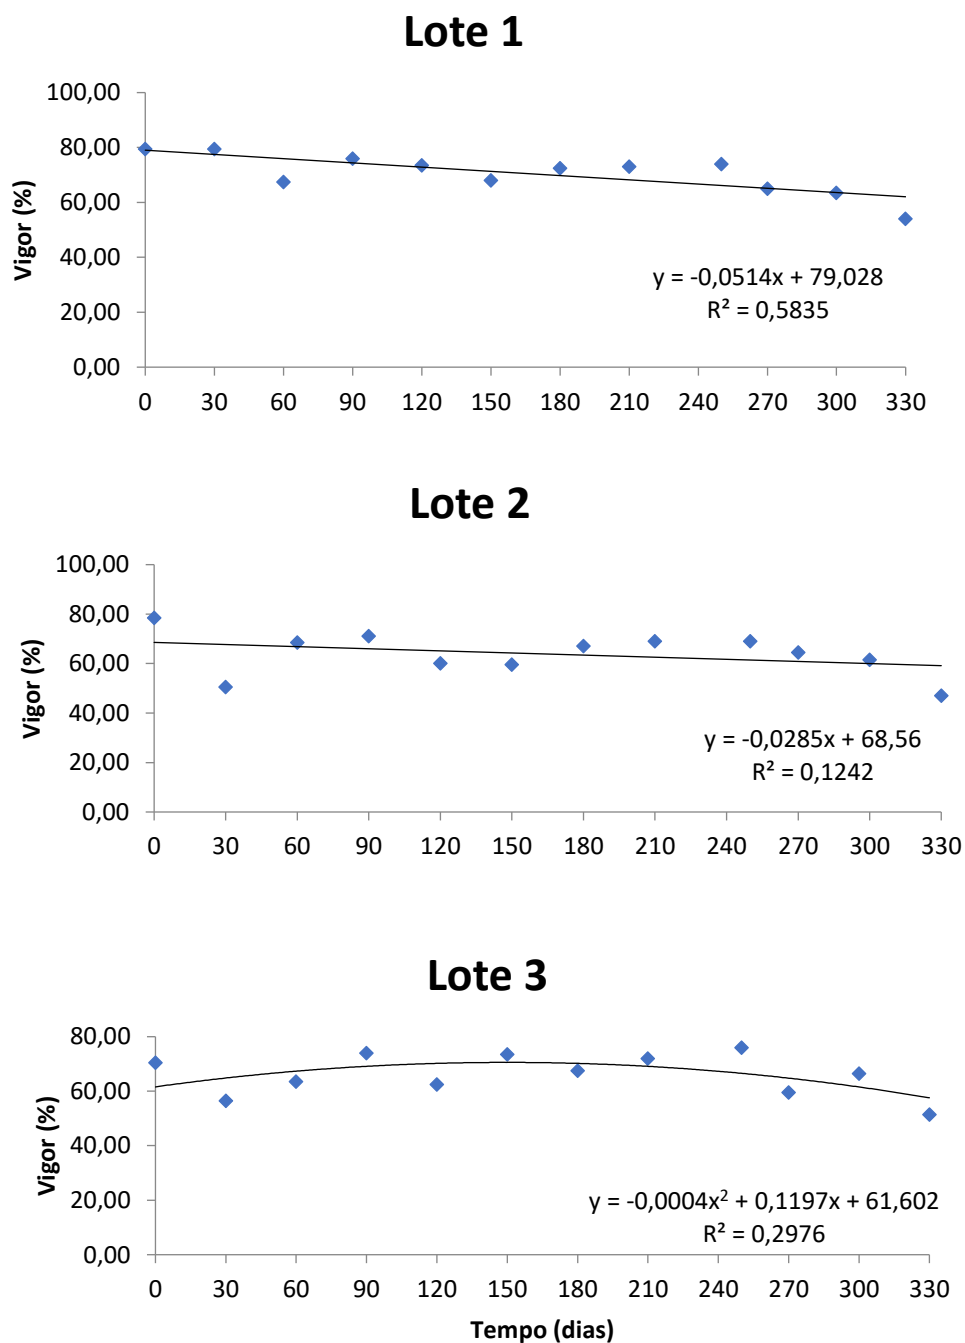 Lote 1
100,00
80,00
60,00
40,00
20,00
0,00
Vigor (%)
y = -0,0514x + 79,028
R² = 0,5835
0 30 60 90 120 150 180 210 240 270 300 330
Lote 2
100,00
80,00
60,00
40,00
20,00
0,00
Vigor (%)
y = -0,0285x + 68,56
R² = 0,1242
0 30 60 90 120 150 180 210 240 270 300 330
Lote 3
80,00
60,00
40,00
20,00
0,00
Vigor (%)
y = -0,0004x² + 0,1197x + 61,602
R² = 0,2976
0 30 60 90 120 150 180 210 240 270 300 330
Tempo (dias)